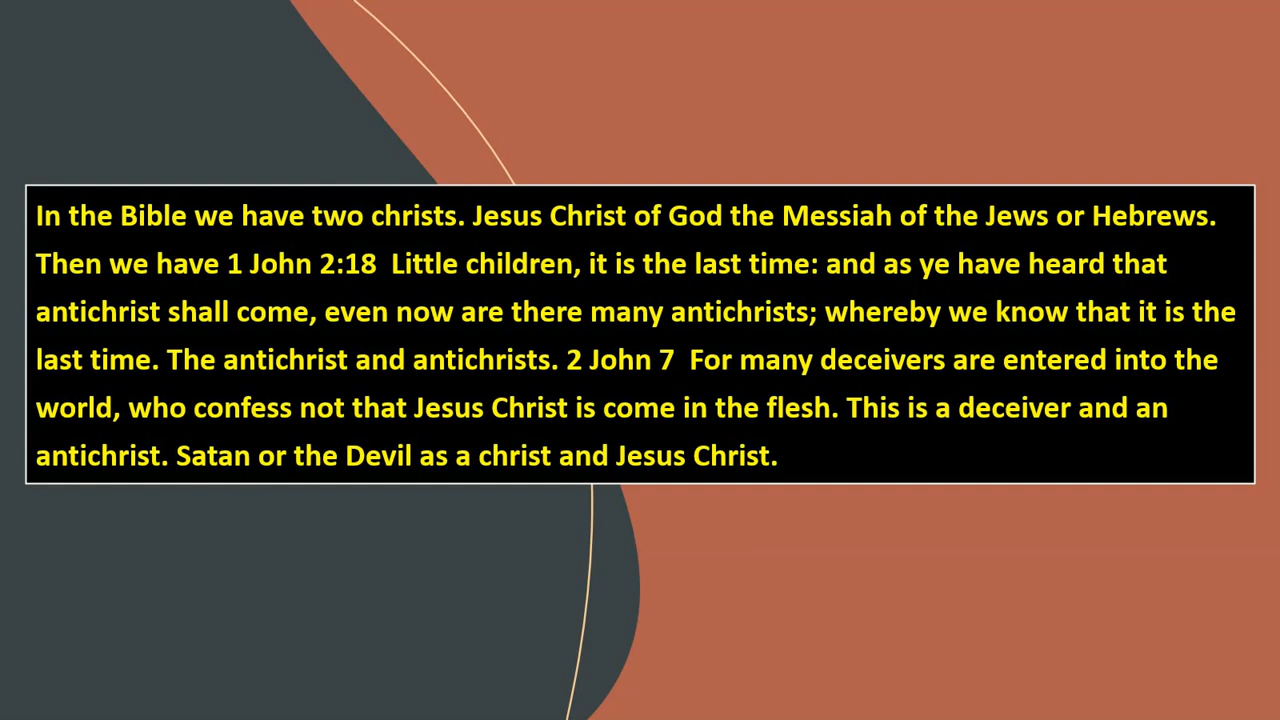 In the Bible we have two christs. Jesus Christ of God the Messiah of the Jews or Hebrews.
Then we have 1 John 2:18  Little children, it is the last time: and as ye have heard that
antichrist shall come, even now are there many antichrists; whereby we know that it is the
last time. The antichrist and antichrists. 2 John 7  For many deceivers are entered into the
world, who confess not that Jesus Christ is come in the flesh. This is a deceiver and an
antichrist. Satan or the Devil as a christ and Jesus Christ.